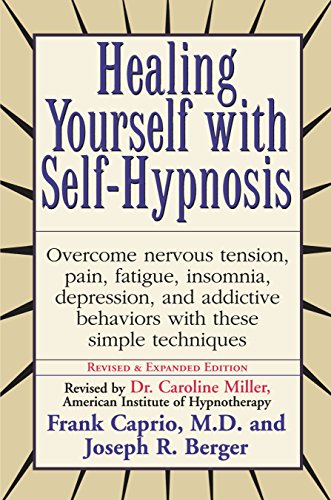 Healing
Yourself with
Self-Hypnosis
Overcome nervous tension,
pain, fatigue, insomnia,
depression, and addictive
behaviors with these
simple techniques
REVISED & EXPANDED EDITION
Revised by Dr. Caroline Miller,
American Institute of Hypnotherapy
Frank Caprio, M.D. and
Joseph R. Berger